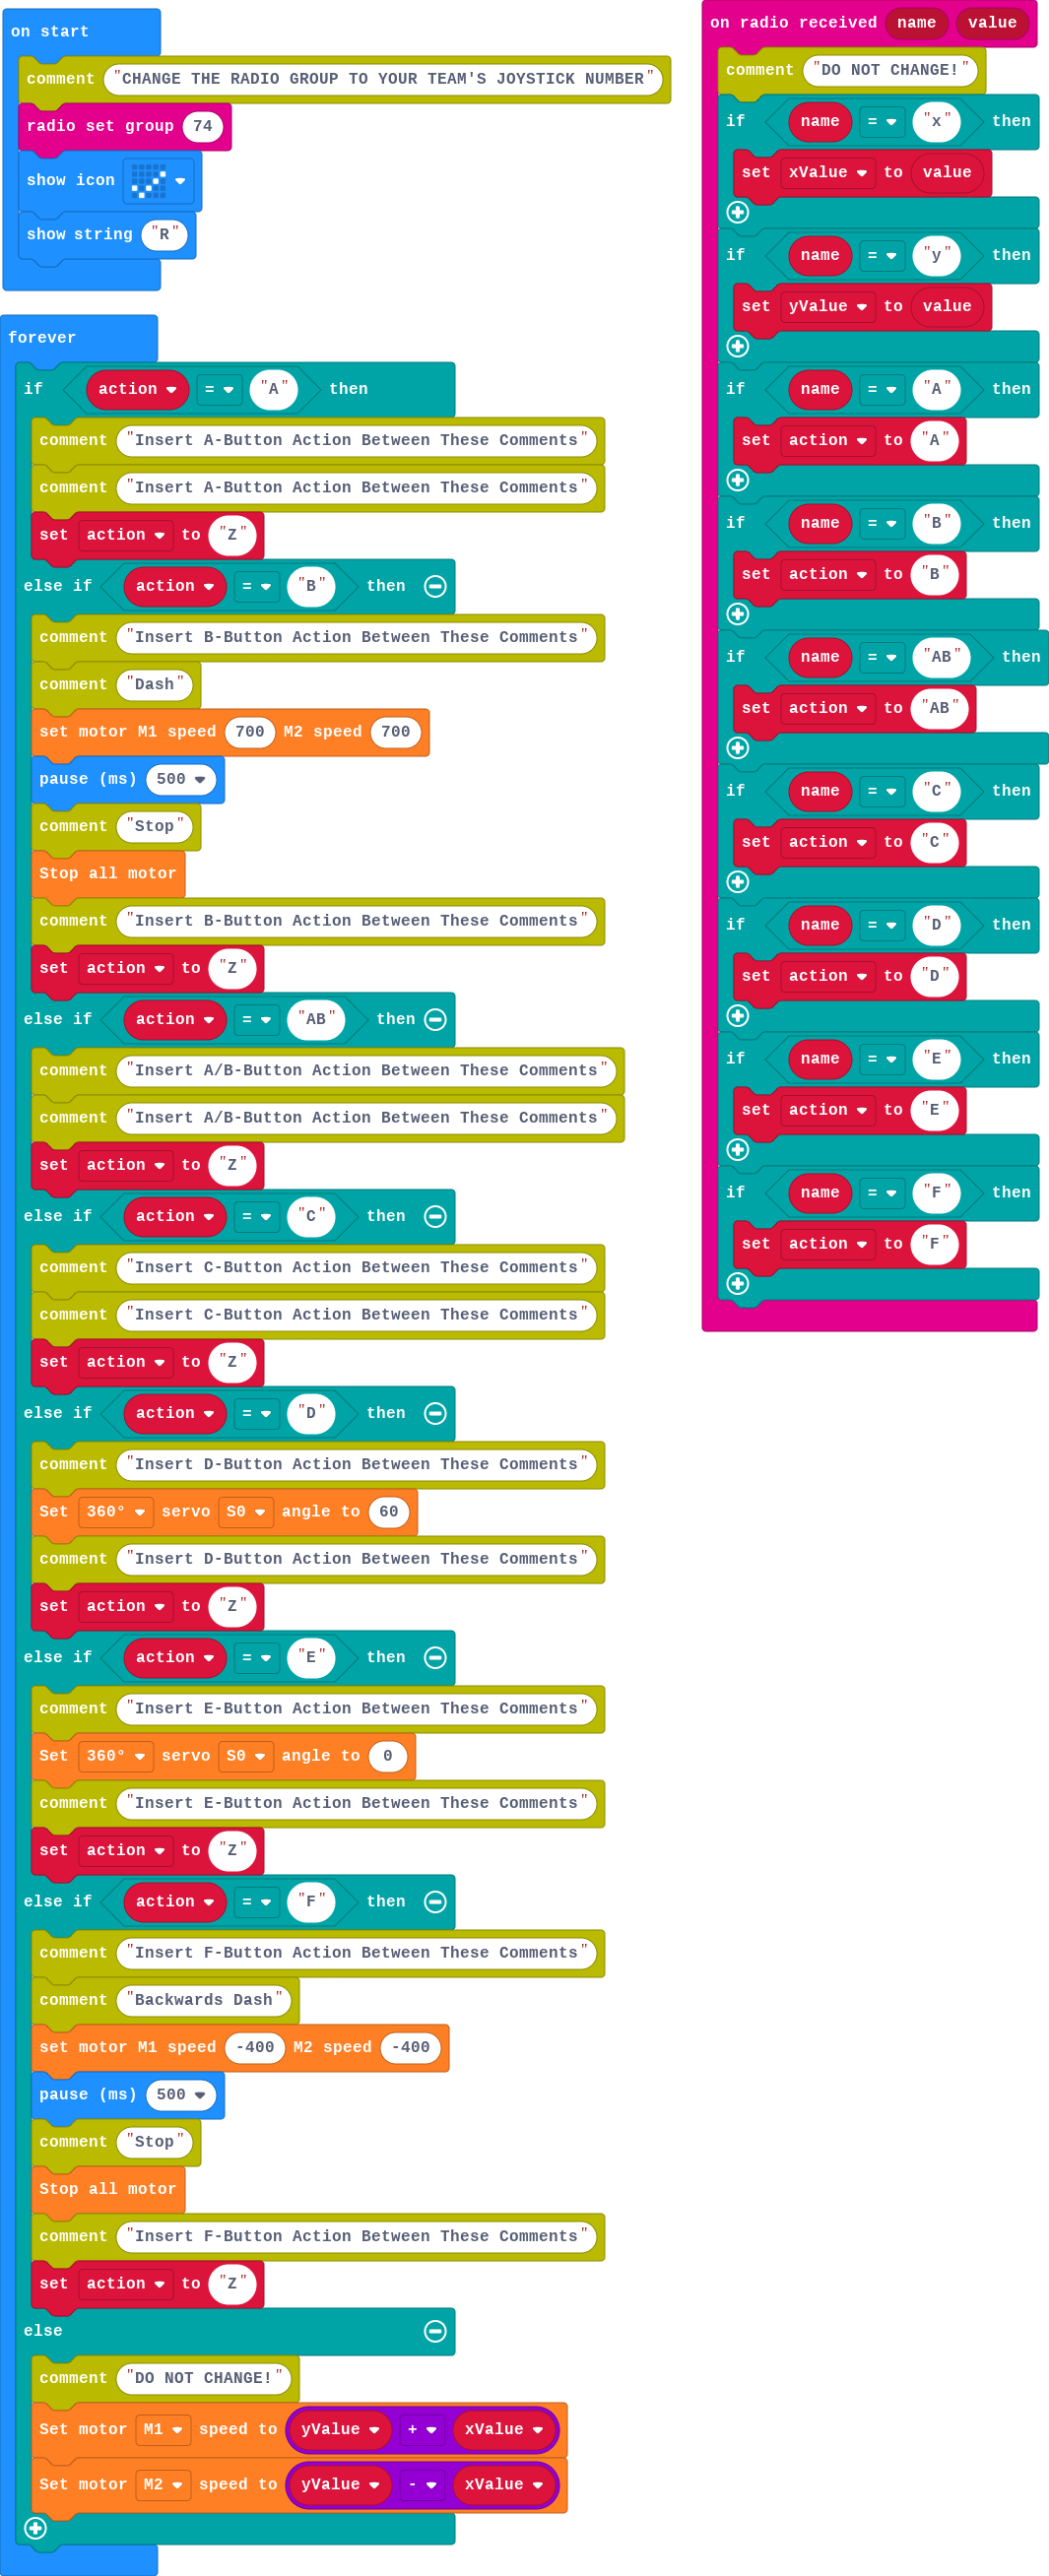 on start
comment "CHANGE THE RADIO GROUP TO YOUR TEAM'S JOYSTICK NUMBER"
radio set group 74
show icon
show string "R"
forever
if action = "A" then
comment "Insert A-Button Action Between These Comments"
comment "Insert A-Button Action Between These Comments"
set action to "Z"
else if action = "B" then
comment "Insert B-Button Action Between These Comments"
comment "Dash"
set motor M1 speed 700 M2 speed 700
pause (ms) 500
comment "Stop"
Stop all motor
comment "Insert B-Button Action Between These Comments"
set action to "Z"
else if action = "AB" then
comment "Insert A/B-Button Action Between These Comments"
comment "Insert A/B-Button Action Between These Comments"
set action to "Z"
else if action = "C" then
comment "Insert C-Button Action Between These Comments"
comment "Insert C-Button Action Between These Comments"
set action to "Z"
else if action = "D" then
comment "Insert D-Button Action Between These Comments"
Set 360° servo S0 angle to 60
comment "Insert D-Button Action Between These Comments"
set action to "Z"
else if action = "E" then
comment "Insert E-Button Action Between These Comments"
Set 360° servo S0 angle to 0
comment "Insert E-Button Action Between These Comments"
set action to "Z"
else if action = "F" then
comment "Insert F-Button Action Between These Comments"
comment "Backwards Dash"
set motor M1 speed -400 M2 speed -400
pause (ms) 500
comment "Stop"
Stop all motor
comment "Insert F-Button Action Between These Comments"
set action to "Z"
else
comment "DO NOT CHANGE!"
Set motor M1 speed to yValue + xValue
Set motor M2 speed to yValue - xValue
on radio received name value
comment "DO NOT CHANGE!"
if name = "x" then
set xValue to value
if name = "y" then
set yValue to value
if name = "A" then
set action to "A"
if name = "B" then
set action to "B"
if name = "AB" then
set action to "AB"
if name = "C" then
set action to "C"
if name = "D" then
set action to "D"
if name = "E" then
set action to "E"
if name = "F" then
set action to "F"